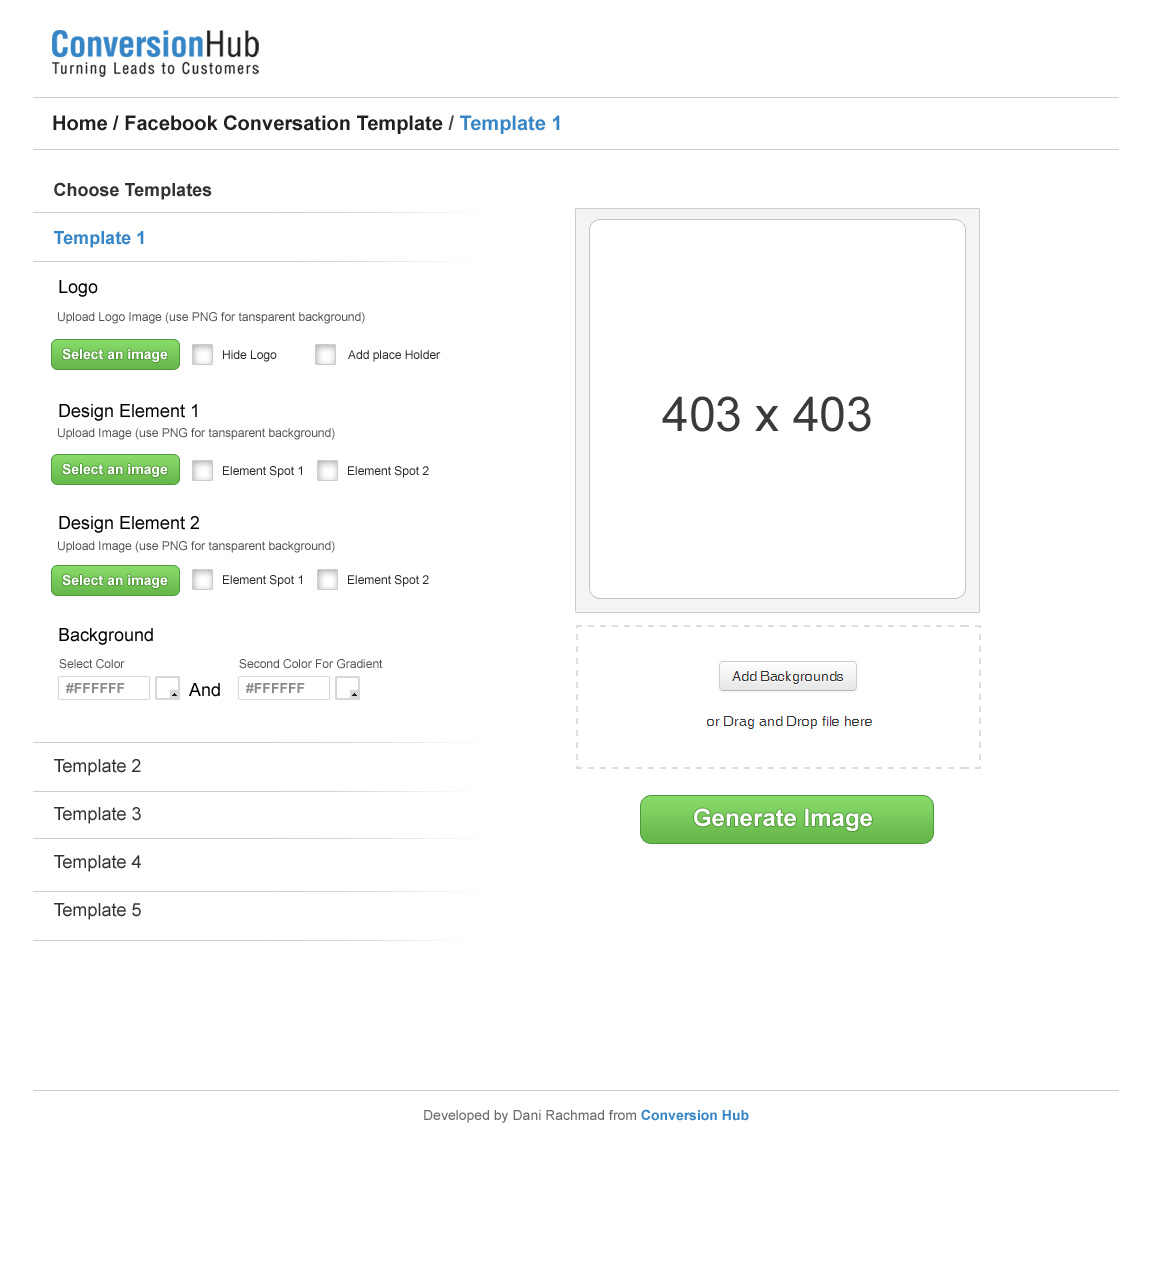 ConversionHub
Turning Leads to Customers
Home / Facebook Conversation Template / Template 1
Choose Templates
Template 1
Logo
Upload Logo Image (use PNG for tansparent background)
Select an image Hide Logo Add place Holder
Design Element 1
Upload Image (use PNG for tansparent background)
Select an image Element Spot 1 Element Spot 2
Design Element 2
Upload Image (use PNG for tansparent background)
Select an image Element Spot 1 Element Spot 2
Background
Select Color Second Color For Gradient
#FFFFFF And #FFFFFF
Template 2
Template 3
Template 4
Template 5
403 x 403
Add Backgrounds
or Drag and Drop file here
Generate Image
Developed by Dani Rachmad from Conversion Hub